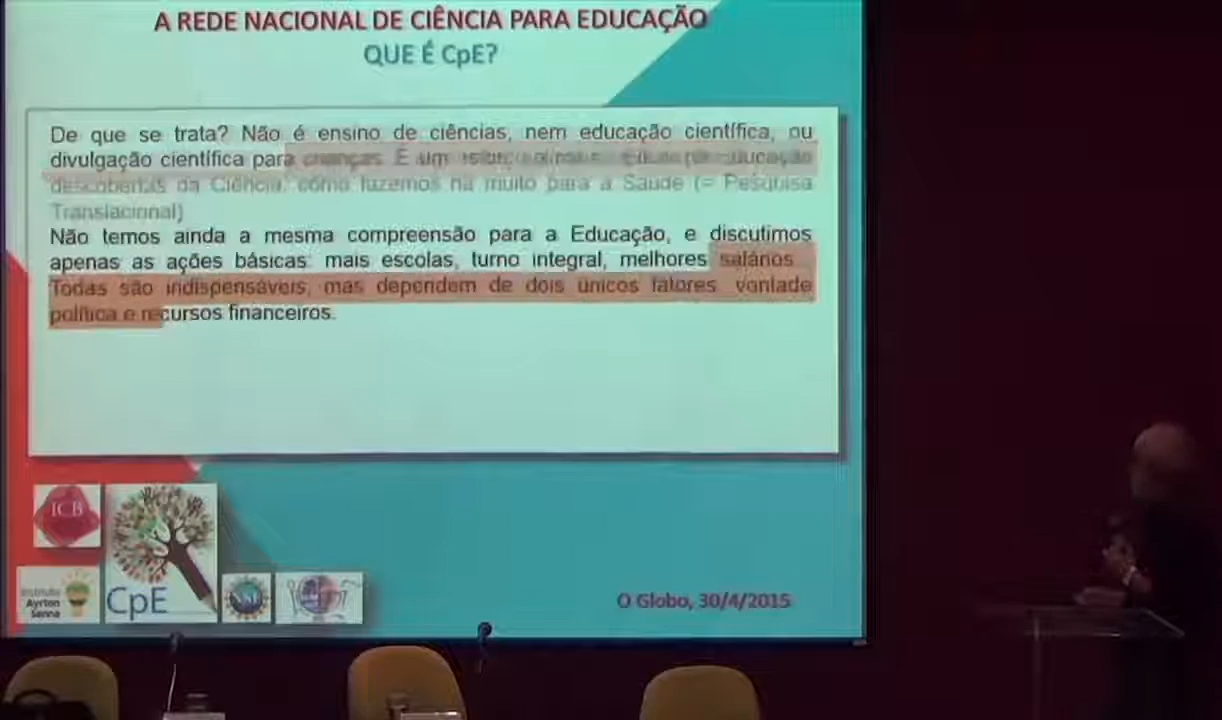 A REDE NACIONAL DE CIÊNCIA PARA EDUCAÇÃO
QUE É CpE?
De que se trata? Não é ensino de ciências, nem educação científica, ou
divulgação científica para crianças. É um
descobertas da Ciência, como fazemos há muito para a Saúde (= Pesquisa
Translacional)
Não temos ainda a mesma compreensão para a Educação, e discutimos
apenas as ações básicas: mais escolas, turno integral, melhores salários...
Todas são indispensáveis, mas dependem de dois únicos fatores: vontade
política e recursos financeiros.
ICB
Instituto
Ayrton
Senna
CpE
O Globo, 30/4/2015